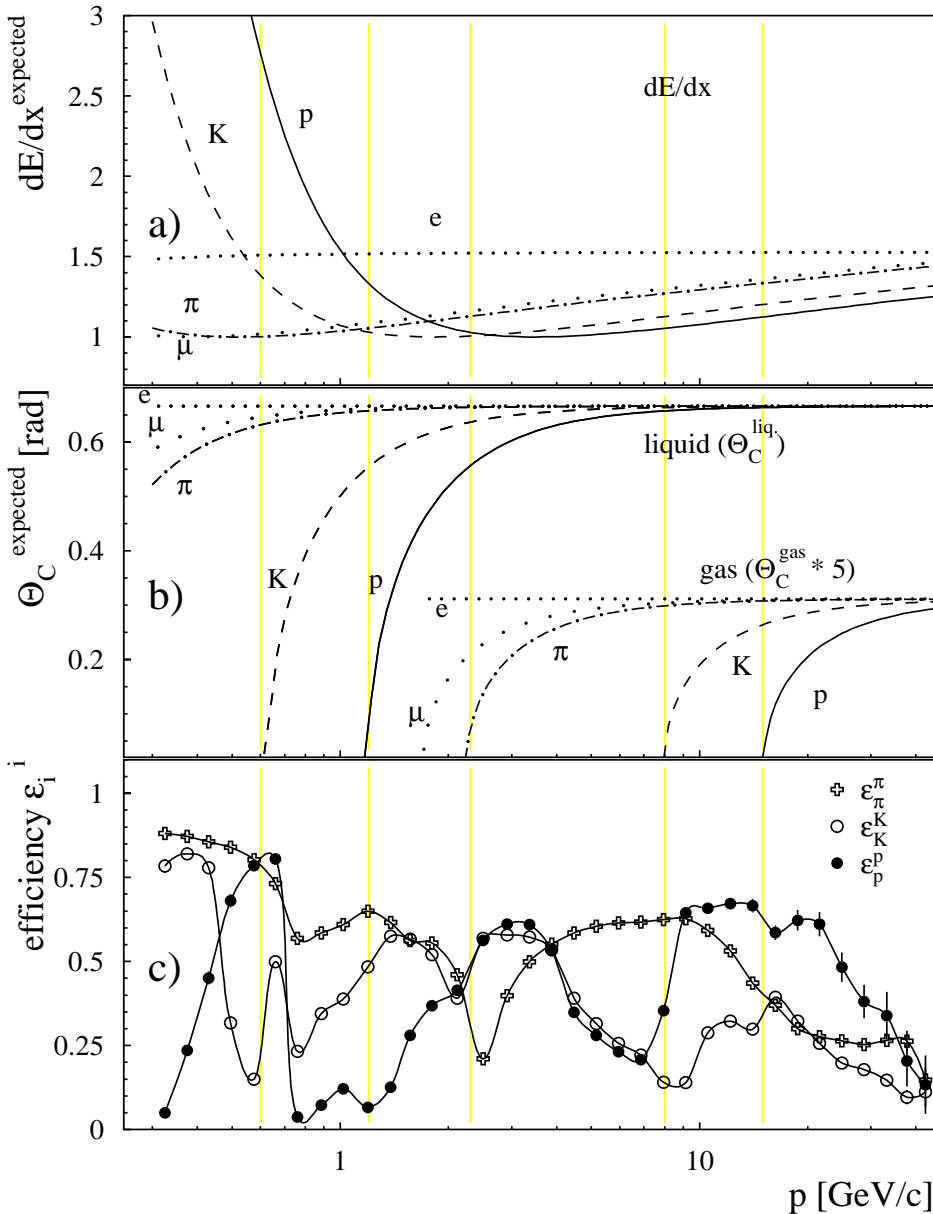 dE/dx^expected
3
2.5
2
1.5
1
dE/dx
p
K
e
a)
π
μ
Θ_C^expected [rad]
0.6
0.4
0.2
e
μ
π
liquid (Θ_C^liq.)
K
p
gas (Θ_C^gas * 5)
b)
e
π
K
μ
p
efficiency ε_i^i
1
0.75
0.5
0.25
0
ε_π^π
ε_K^K
ε_p^p
c)
1
10
p [GeV/c]